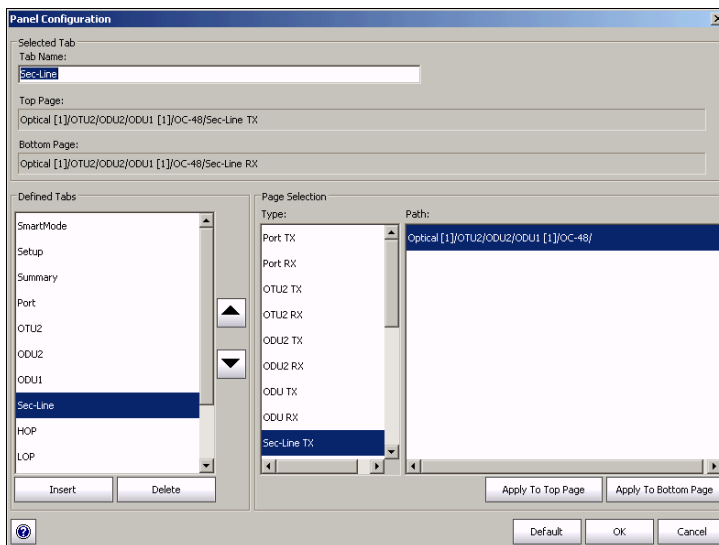 Panel Configuration
Selected Tab
Tab Name:
Sec-Line
Top Page:
Optical [1]/OTU2/ODU2/ODU1 [1]/OC-48/Sec-Line TX
Bottom Page:
Optical [1]/OTU2/ODU2/ODU1 [1]/OC-48/Sec-Line RX
Defined Tabs
SmartMode
Setup
Summary
Port
OTU2
ODU2
ODU1
Sec-Line
HOP
LOP
Insert
Delete
Page Selection
Type:
Port TX
Port RX
OTU2 TX
OTU2 RX
ODU2 TX
ODU2 RX
ODU TX
ODU RX
Sec-Line TX
Path:
Optical [1]/OTU2/ODU2/ODU1 [1]/OC-48/
Apply To Top Page
Apply To Bottom Page
Default
OK
Cancel